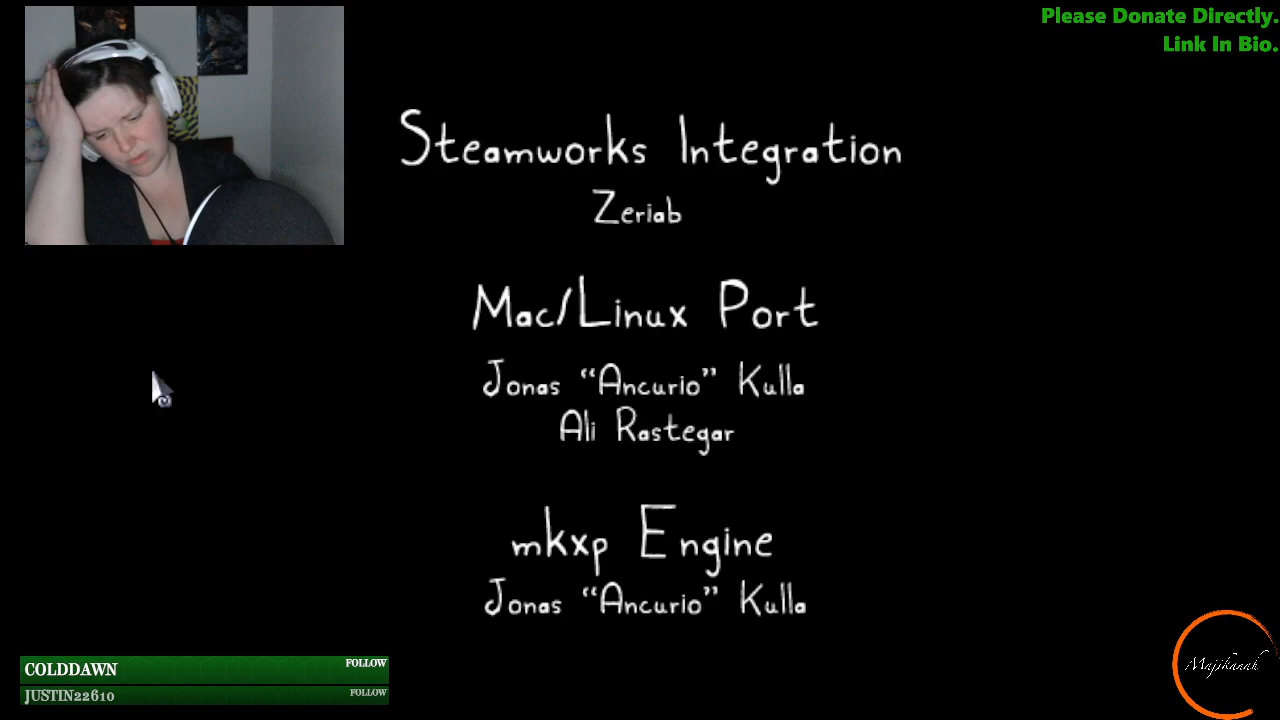 Please Donate Directly.
Link In Bio.
Steamworks Integration
Zeriab
Mac/Linux Port
Jonas “Ancurio” Kulla
Ali Rastegar
mkxp Engine
Jonas “Ancurio” Kulla
COLDDAWN FOLLOW
JUSTIN22610 FOLLOW
Majikanah